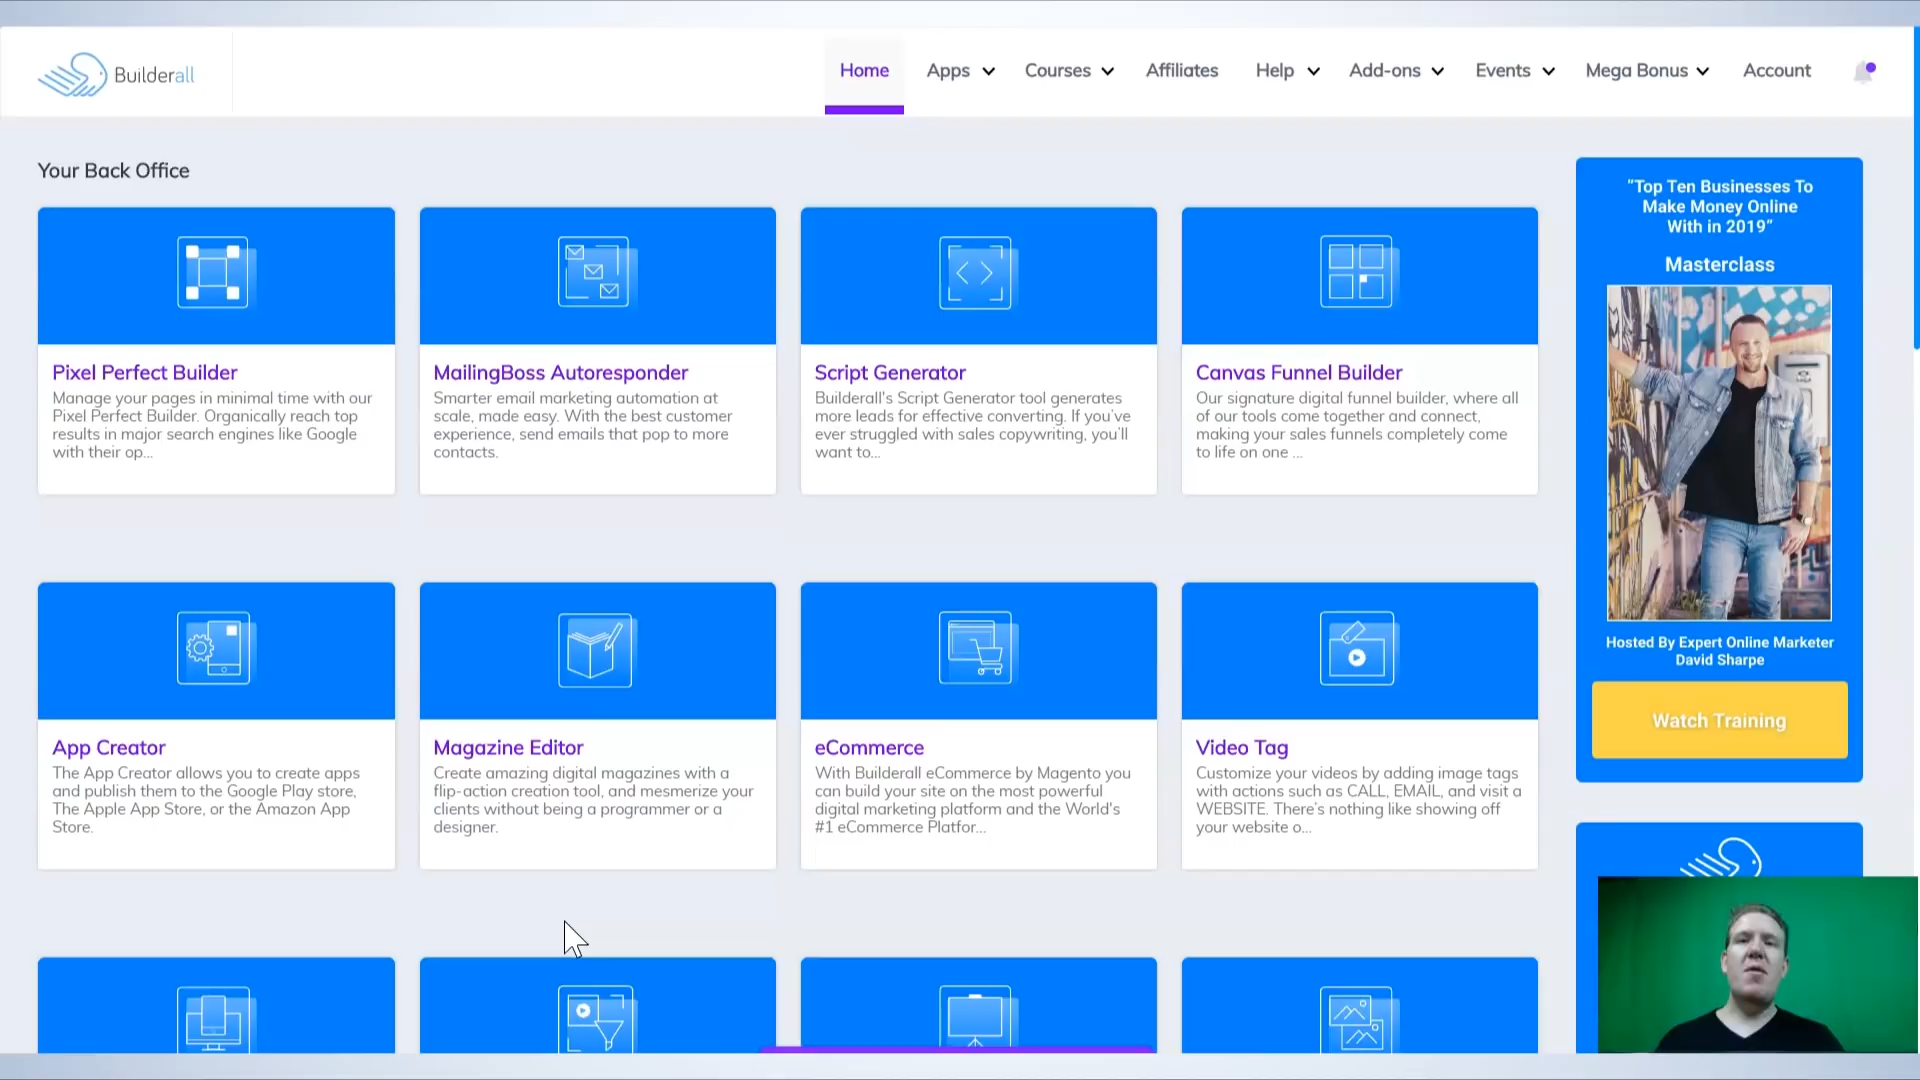 Builderall
Home
Apps
Courses
Affiliates
Help
Add-ons
Events
Mega Bonus
Account
Your Back Office
Pixel Perfect Builder
Manage your pages in minimal time with our
Pixel Perfect Builder. Organically reach top
results in major search engines like Google
with their op...
MailingBoss Autoresponder
Smarter email marketing automation at
scale, made easy. With the best customer
experience, send emails that pop to more
contacts.
Script Generator
Builderall's Script Generator tool generates
more leads for effective converting. If you've
ever struggled with sales copywriting, you'll
want to...
Canvas Funnel Builder
Our signature digital funnel builder, where all
of our tools come together and connect,
making your sales funnels completely come
to life on one ...
App Creator
The App Creator allows you to create apps
and publish them to the Google Play store,
The Apple App Store, or the Amazon App
Store.
Magazine Editor
Create amazing digital magazines with a
flip-action creation tool, and mesmerize your
clients without being a programmer or a
designer.
eCommerce
With Builderall eCommerce by Magento you
can build your site on the most powerful
digital marketing platform and the World's
#1 eCommerce Platfor...
Video Tag
Customize your videos by adding image tags
with actions such as CALL, EMAIL, and visit a
WEBSITE. There's nothing like showing off
your website o...
"Top Ten Businesses To
Make Money Online
With in 2019"
Masterclass
Hosted By Expert Online Marketer
David Sharpe
Watch Training